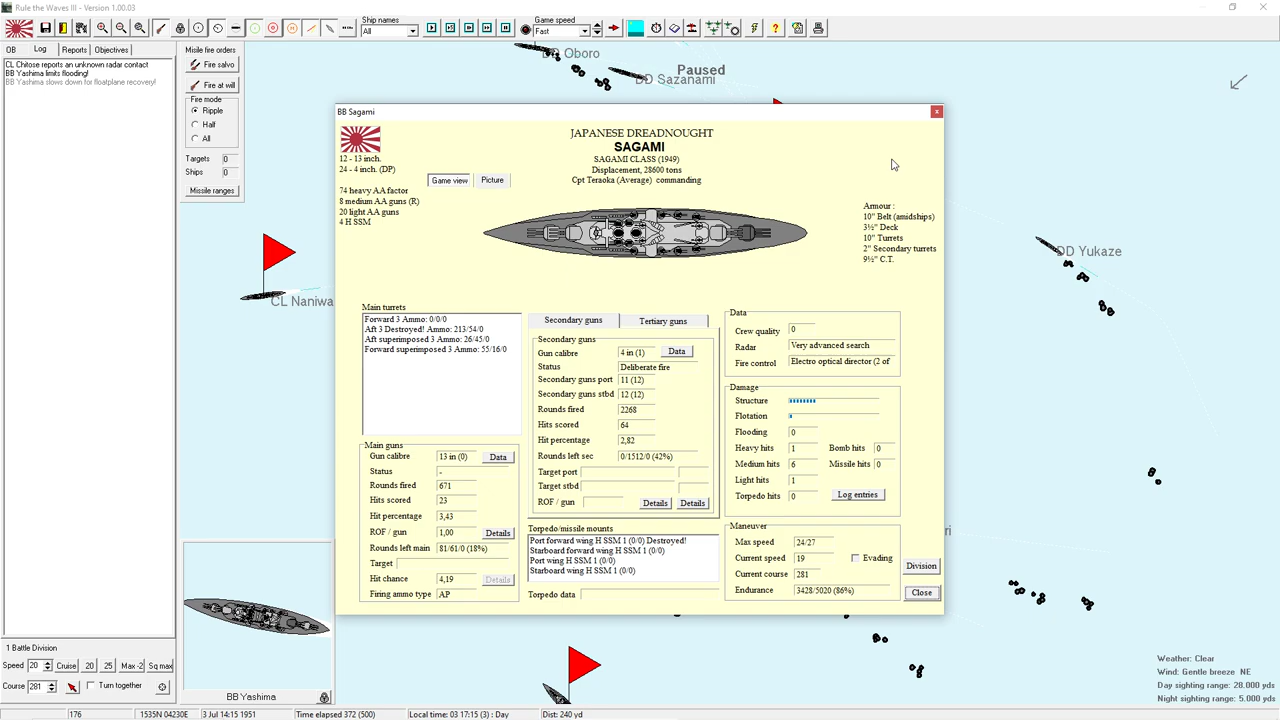 Rule the Waves III - Version 1.00.03
Ship names
All
Game speed
Fast
OB
Log
Reports
Objectives
CL Chitose reports an unknown radar contact
BB Yashima limits flooding!
BB Yashima slows down for floatplane recovery!
Misile fire orders
Fire salvo
Fire at will
Fire mode
Ripple
Half
All
Targets 0
Ships 0
Missile ranges
DD Oboro
DD Sazanami
Paused
DD Yukaze
CL Naniwa
BB Sagami
12 - 13 inch.
24 - 4 inch. (DP)
74 heavy AA factor
8 medium AA guns (R)
20 light AA guns
4 H SSM
Game view
Picture
JAPANESE DREADNOUGHT
SAGAMI
SAGAMI CLASS (1949)
Displacement, 28600 tons
Cpt Teraoka (Average) commanding
Armour :
10" Belt (amidships)
3½" Deck
10" Turrets
2" Secondary turrets
9½" C.T.
Main turrets
Forward 3 Ammo: 0/0/0
Aft 3 Destroyed! Ammo: 213/54/0
Aft superimposed 3 Ammo: 26/45/0
Forward superimposed 3 Ammo: 55/16/0
Main guns
Gun calibre 13 in (0) Data
Status -
Rounds fired 671
Hits scored 23
Hit percentage 3,43
ROF / gun 1,00 Details
Rounds left main 81/61/0 (18%)
Target
Hit chance 4,19 Details
Firing ammo type AP
Secondary guns
Tertiary guns
Secondary guns
Gun calibre 4 in (1) Data
Status Deliberate fire
Secondary guns port 11 (12)
Secondary guns stbd 12 (12)
Rounds fired 2268
Hits scored 64
Hit percentage 2,82
Rounds left sec 0/1512/0 (42%)
Target port
Target stbd
ROF / gun Details Details
Torpedo/missile mounts
Port forward wing H SSM 1 (0/0) Destroyed!
Starboard forward wing H SSM 1 (0/0)
Port wing H SSM 1 (0/0)
Starboard wing H SSM 1 (0/0)
Torpedo data
Data
Crew quality 0
Radar Very advanced search
Fire control Electro optical director (2 of
Damage
Structure
Flotation
Flooding 0
Heavy hits 1 Bomb hits 0
Medium hits 6 Missile hits 0
Light hits 1
Torpedo hits 0 Log entries
Maneuver
Max speed 24/27
Current speed 19 Evading
Current course 281
Endurance 3428/5020 (86%)
Division
Close
1 Battle Division
Speed 20 Cruise 20 25 Max -2 Sq max
Course 281 Turn together
BB Yashima
Weather: Clear
Wind: Gentle breeze NE
Day sighting range: 28.000 yds
Night sighting range: 5.000 yds
176
1535N 04230E
3 Jul 14:15 1951
Time elapsed 372 (500)
Local time: 03 17:15 (3) : Day
Dist: 240 yd